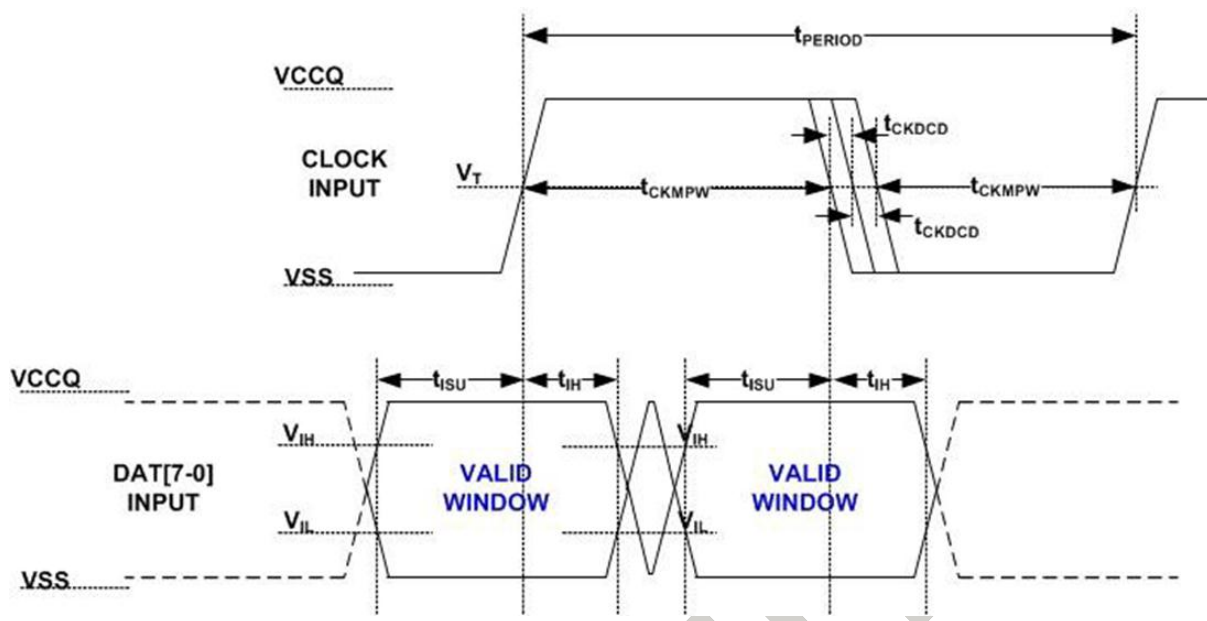 tPERIOD
VCCQ
tCKDCD
CLOCK
INPUT
VT
tCKMPW
tCKMPW
tCKDCD
VSS
VCCQ
tISU
tIH
tISU
tIH
VIH
VIH
DAT[7-0]
INPUT
VALID
WINDOW
VALID
WINDOW
VIL
VIL
VSS